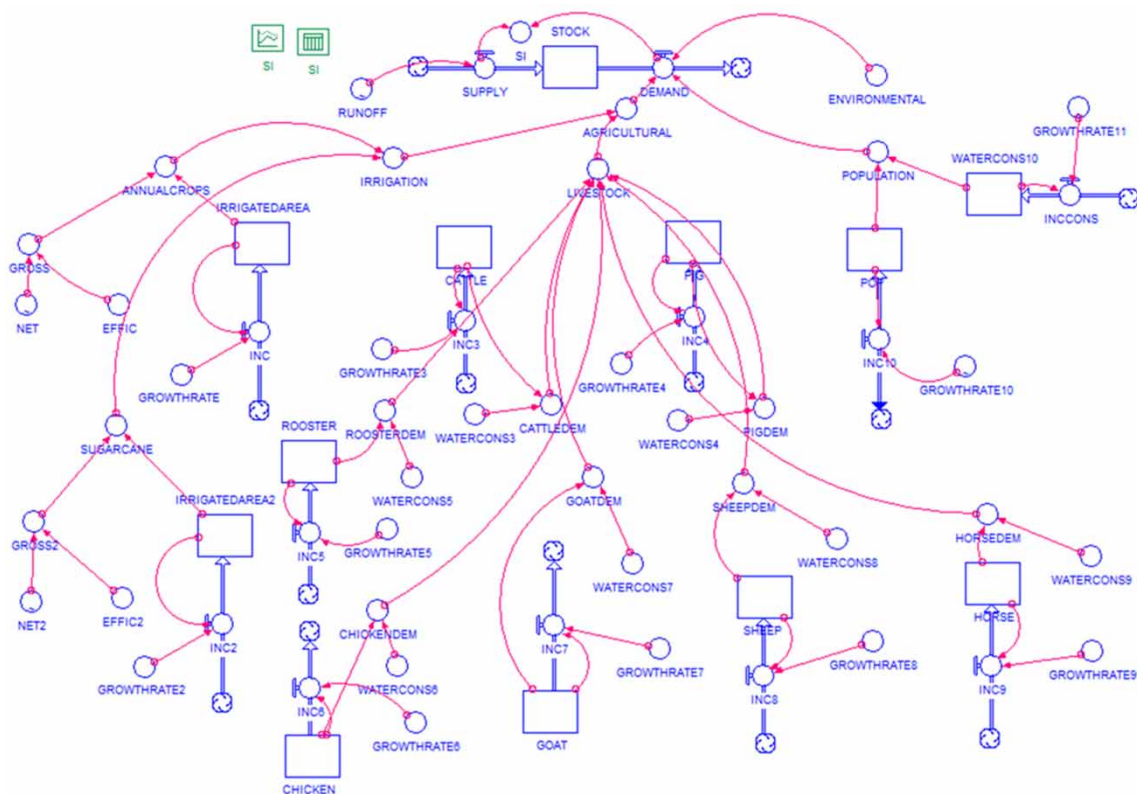 STOCK
SI
SI
SI
SUPPLY
DEMAND
RUNOFF
ENVIRONMENTAL
GROWTHRATE11
AGRICULTURAL
WATERCONS10
IRRIGATION
POPULATION
ANNUALCROPS
LIVESTOCK
INCCONS
IRRIGATEDAREA
GROSS
CATTLE
PIG
POP
NET
EFFIC
INC
INC3
INC4
INC10
GROWTHRATE3
GROWTHRATE
GROWTHRATE4
GROWTHRATE10
SUGARCANE
ROOSTER
ROOSTERDEM
WATERCONS3
CATTLEDEM
WATERCONS4
PIGDEM
IRRIGATEDAREA2
WATERCONS5
GOATDEM
SHEEPDEM
GROSS2
INC5
GROWTHRATE5
HORSEDEM
WATERCONS7
WATERCONS8
WATERCONS9
NET2
EFFIC2
CHICKENDEM
SHEEP
HORSE
INC2
INC7
GROWTHRATE2
WATERCONS6
GROWTHRATE7
GROWTHRATE8
GROWTHRATE9
INC6
INC8
INC9
GROWTHRATE6
GOAT
CHICKEN